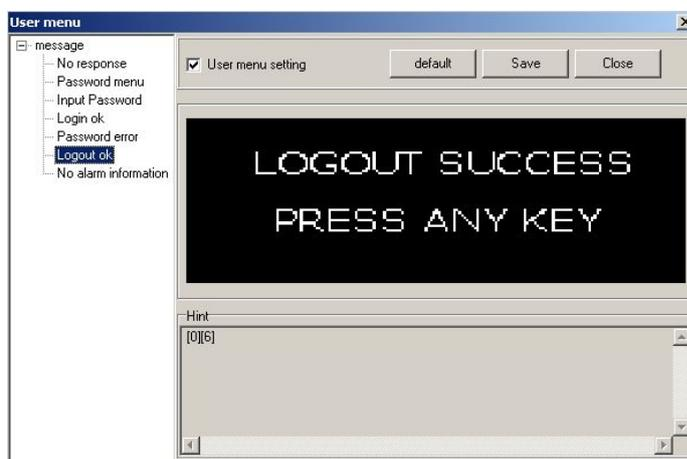 User menu
message
No response
Password menu
Input Password
Login ok
Password error
Logout ok
No alarm information
User menu setting
default
Save
Close
LOGOUT SUCCESS
PRESS ANY KEY
Hint
[0][6]